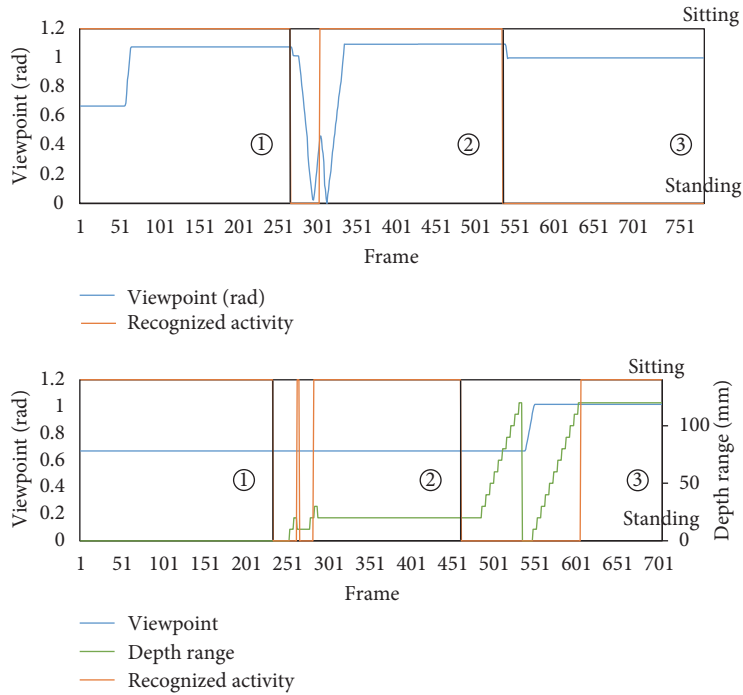 Sitting
1.2
1
0.8
0.6
0.4
0.2
0
Viewpoint (rad)
① ② ③
Standing
1 51 101 151 201 251 301 351 401 451 501 551 601 651 701 751
Frame
Viewpoint (rad)
Recognized activity
Sitting
1.2
1
0.8
0.6
0.4
0.2
0
Viewpoint (rad)
① ② ③
Standing
100
50
0
Depth range (mm)
1 51 101 151 201 251 301 351 401 451 501 551 601 651 701
Frame
Viewpoint
Depth range
Recognized activity